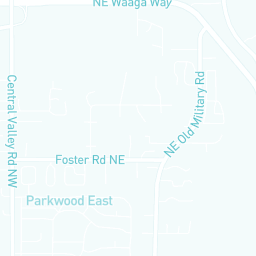 NE Waaga Way
Central Valley Rd NW
NE Old Military Rd
Foster Rd NE
Parkwood East